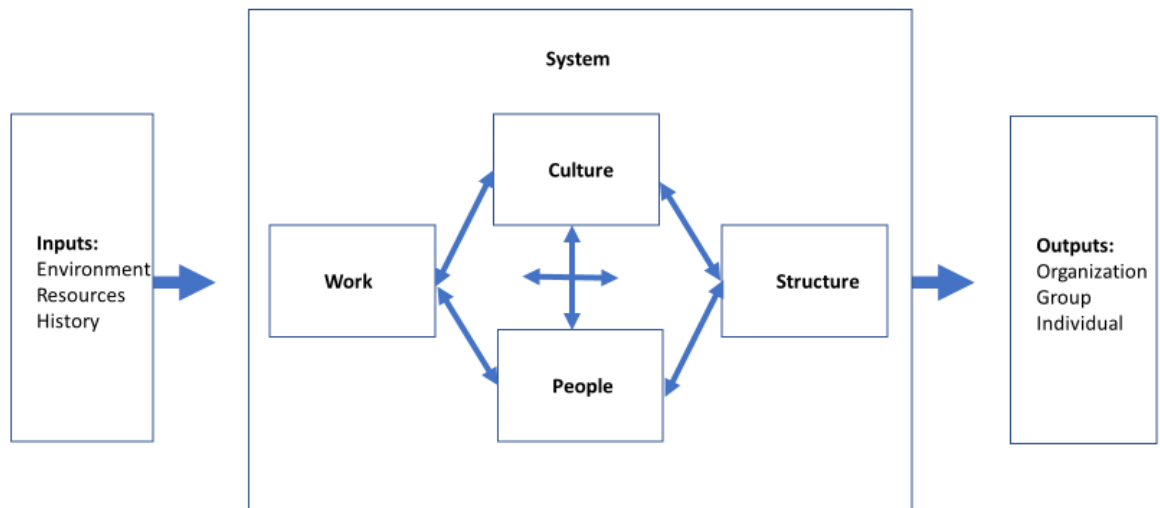 System
Culture
Inputs:
Environment
Resources
History
Work
Structure
Outputs:
Organization
Group
Individual
People